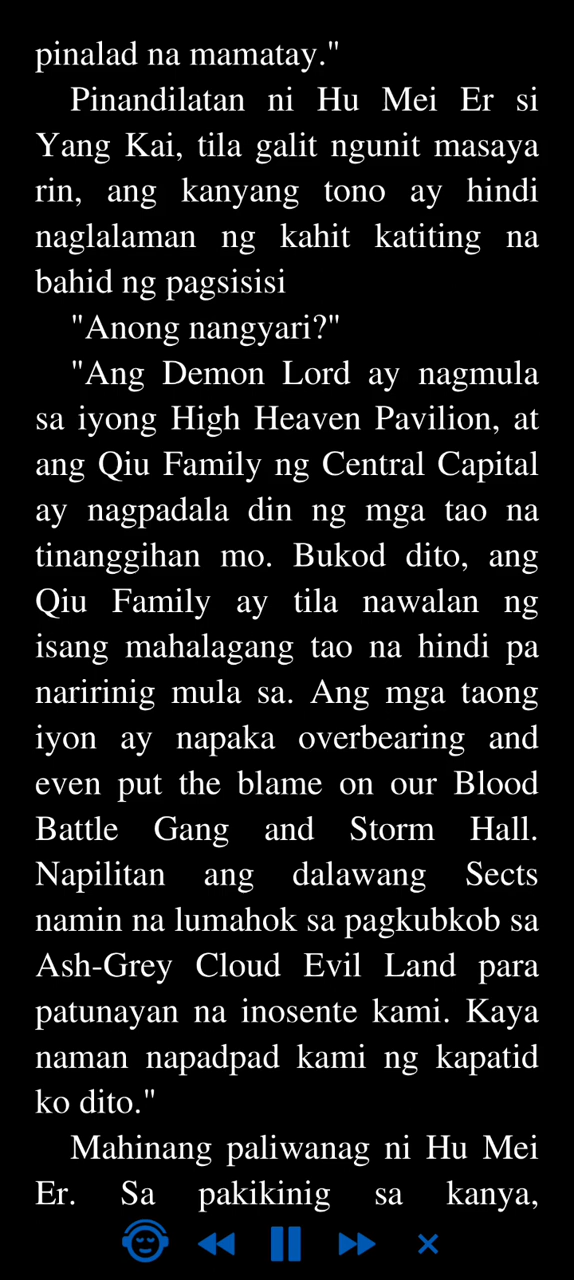 pinalad na mamatay."
Pinandilatan ni Hu Mei Er si
Yang Kai, tila galit ngunit masaya
rin, ang kanyang tono ay hindi
naglalaman ng kahit katiting na
bahid ng pagsisisi
"Anong nangyari?"
"Ang Demon Lord ay nagmula
sa iyong High Heaven Pavilion, at
ang Qiu Family ng Central Capital
ay nagpadala din ng mga tao na
tinanggihan mo. Bukod dito, ang
Qiu Family ay tila nawalan ng
isang mahalagang tao na hindi pa
naririnig mula sa. Ang mga taong
iyon ay napaka overbearing and
even put the blame on our Blood
Battle Gang and Storm Hall.
Napilitan ang dalawang Sects
namin na lumahok sa pagkubkob sa
Ash-Grey Cloud Evil Land para
patunayan na inosente kami. Kaya
naman napadpad kami ng kapatid
ko dito."
Mahinang paliwanag ni Hu Mei
Er. Sa pakikinig sa kanya,